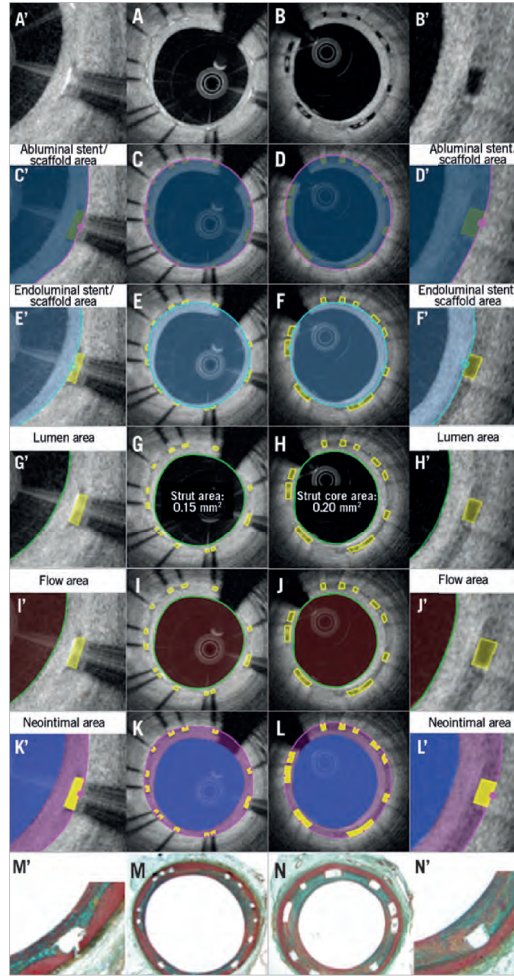 A'
A
B
B'
Abluminal stent/
scaffold area
Abluminal stent/
scaffold area
C'
C
D
D'
Endoluminal stent/
scaffold area
Endoluminal stent/
scaffold area
E'
E
F
F'
Lumen area
Lumen area
G'
G
H
H'
Strut area:
0.15 mm²
Strut core area:
0.20 mm²
Flow area
Flow area
I'
I
J
J'
Neointimal area
Neointimal area
K'
K
L
L'
M'
M
N
N'